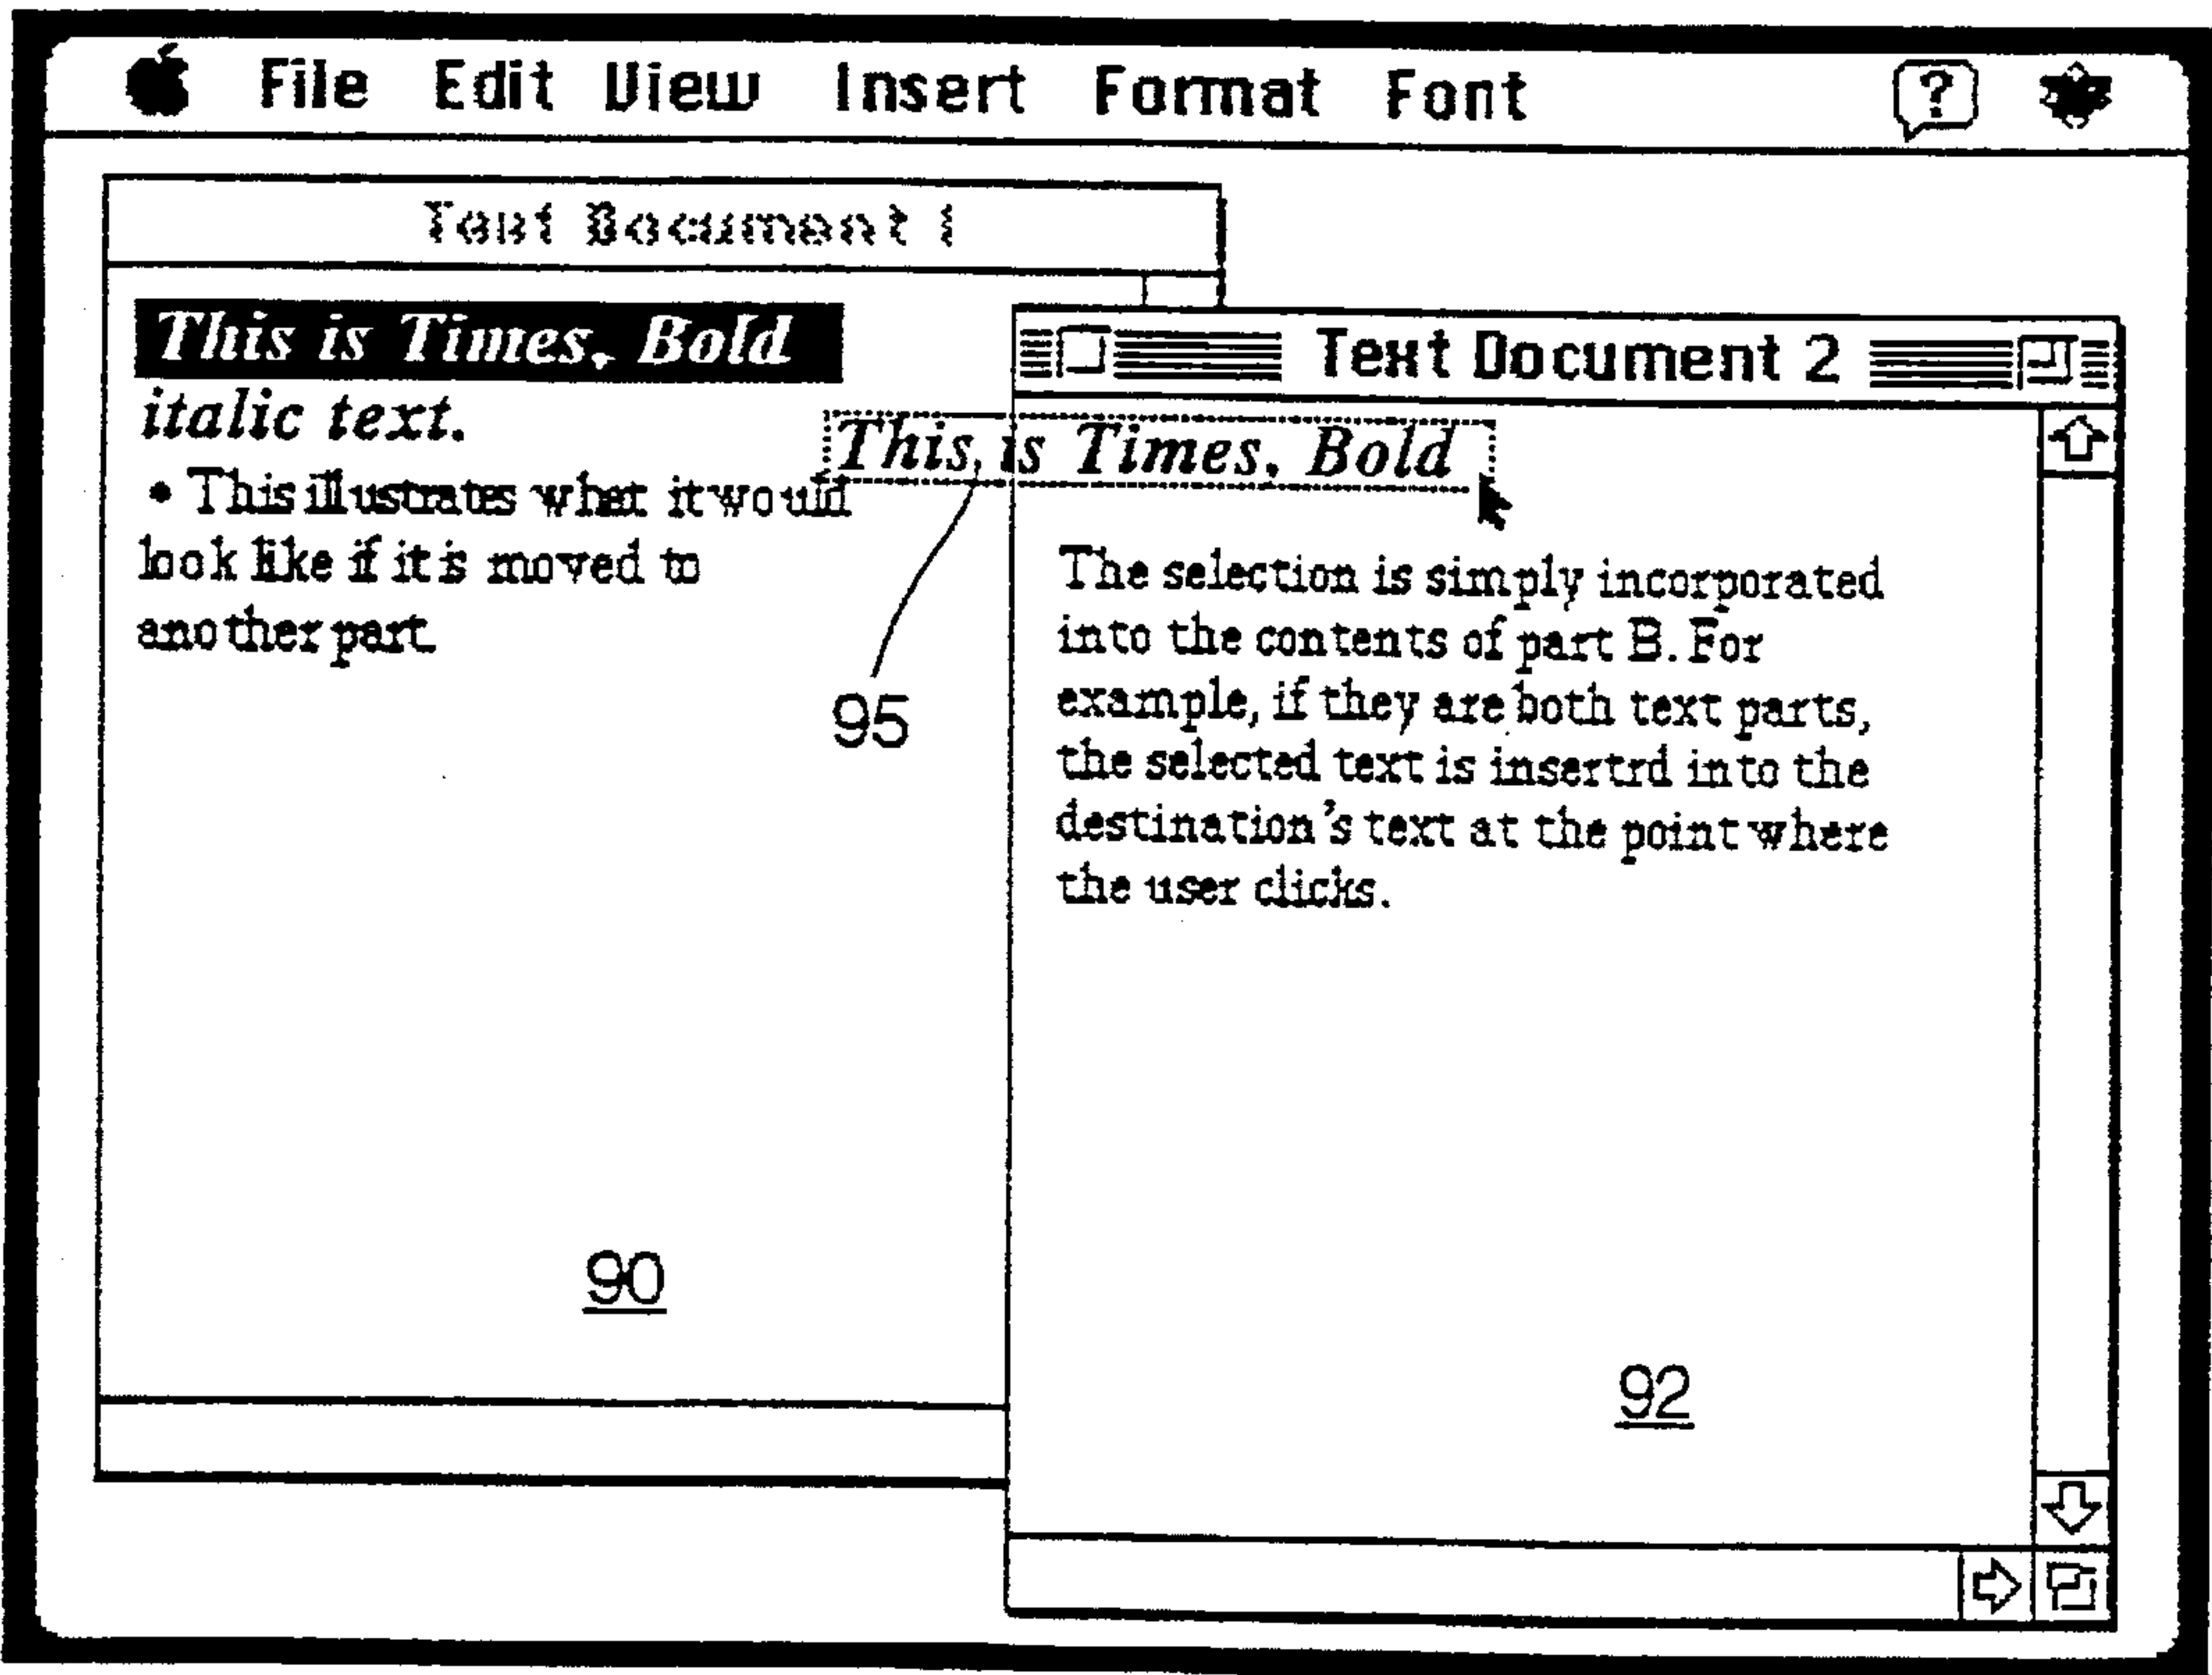 File Edit View Insert Format Font ?
Text Document 1
This is Times, Bold
italic text.
• This illustrates what it would
look like if it is moved to
another part.
90
This is Times, Bold
95
Text Document 2
The selection is simply incorporated
into the contents of part B. For
example, if they are both text parts,
the selected text is insertrd into the
destination's text at the point where
the user clicks.
92